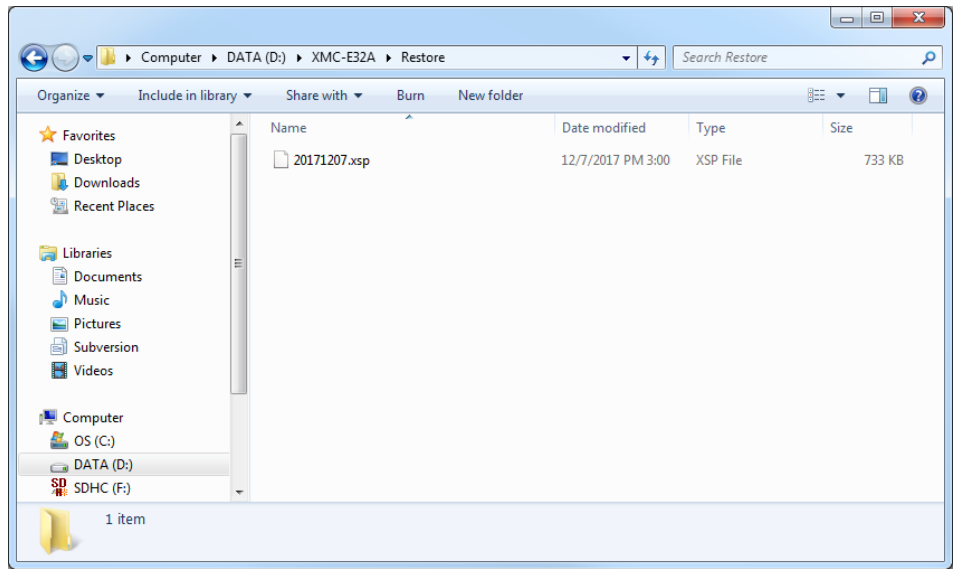 Computer DATA (D:) XMC-E32A Restore Search Restore
Organize Include in library Share with Burn New folder
Favorites
Desktop
Downloads
Recent Places
Libraries
Documents
Music
Pictures
Subversion
Videos
Computer
OS (C:)
DATA (D:)
SDHC (F:)
Name Date modified Type Size
20171207.xsp 12/7/2017 PM 3:00 XSP File 733 KB
1 item